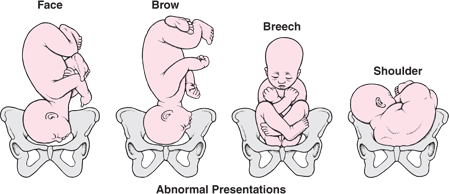 Face
Brow
Breech
Shoulder
Abnormal Presentations